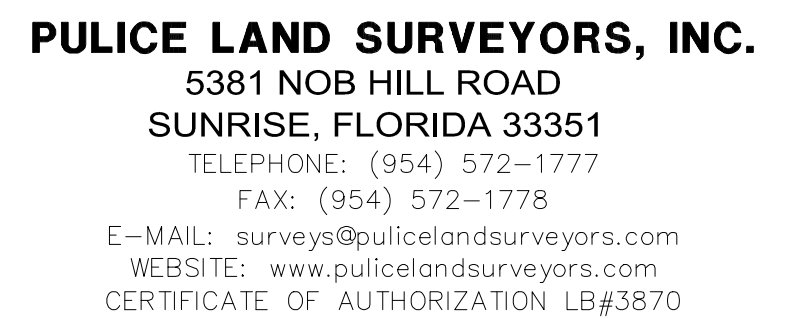 PULICE LAND SURVEYORS, INC.
5381 NOB HILL ROAD
SUNRISE, FLORIDA 33351
TELEPHONE: (954) 572-1777
FAX: (954) 572-1778
E-MAIL: surveys@pulicelandsurveyors.com
WEBSITE: www.pulicelandsurveyors.com
CERTIFICATE OF AUTHORIZATION LB#3870